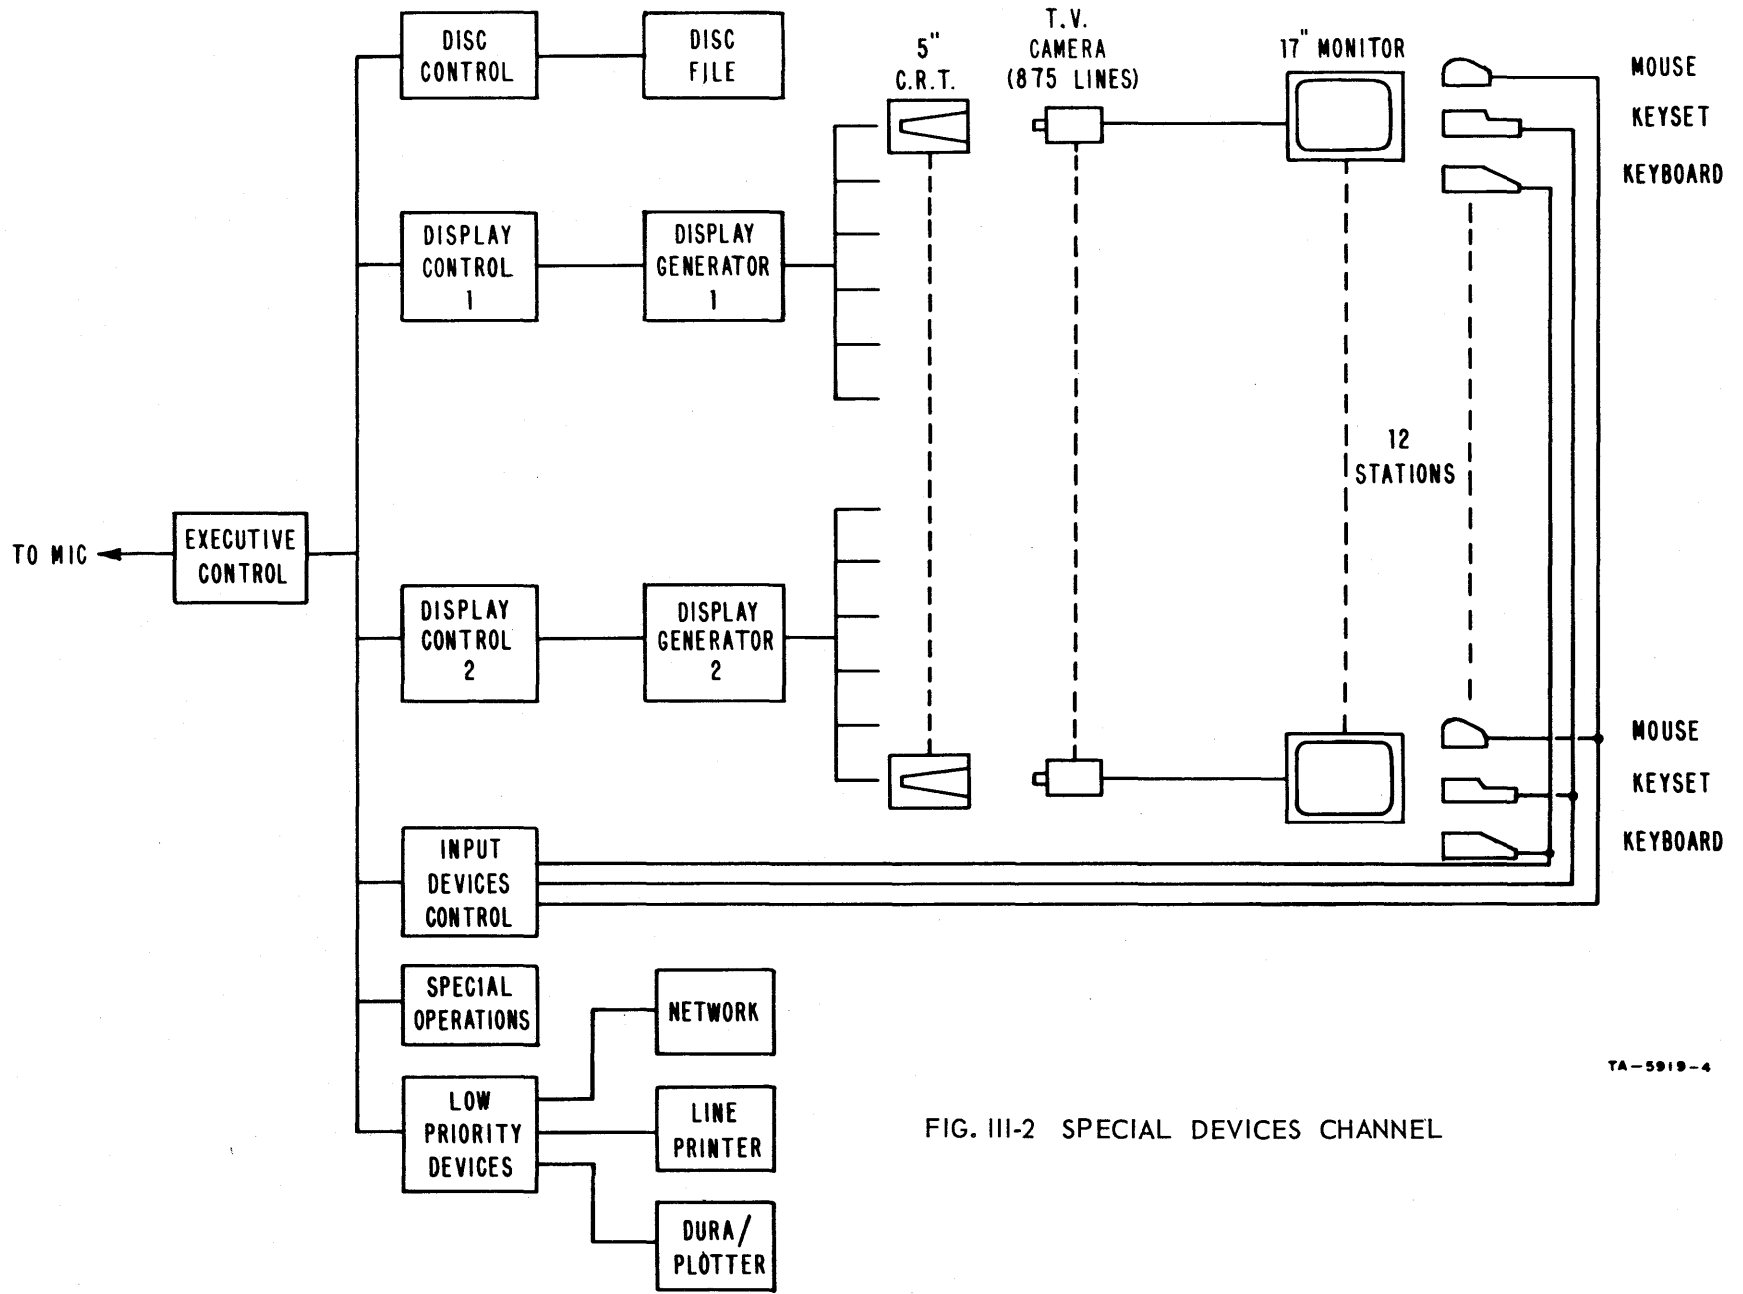 DISC
CONTROL
DISC
FILE
5"
C.R.T.
T.V.
CAMERA
(875 LINES)
17" MONITOR
MOUSE
KEYSET
KEYBOARD
DISPLAY
CONTROL
1
DISPLAY
GENERATOR
1
12
STATIONS
TO MIC
EXECUTIVE
CONTROL
DISPLAY
CONTROL
2
DISPLAY
GENERATOR
2
MOUSE
KEYSET
KEYBOARD
INPUT
DEVICES
CONTROL
SPECIAL
OPERATIONS
NETWORK
LOW
PRIORITY
DEVICES
LINE
PRINTER
DURA/
PLOTTER
TA-5919-4
FIG. III-2 SPECIAL DEVICES CHANNEL